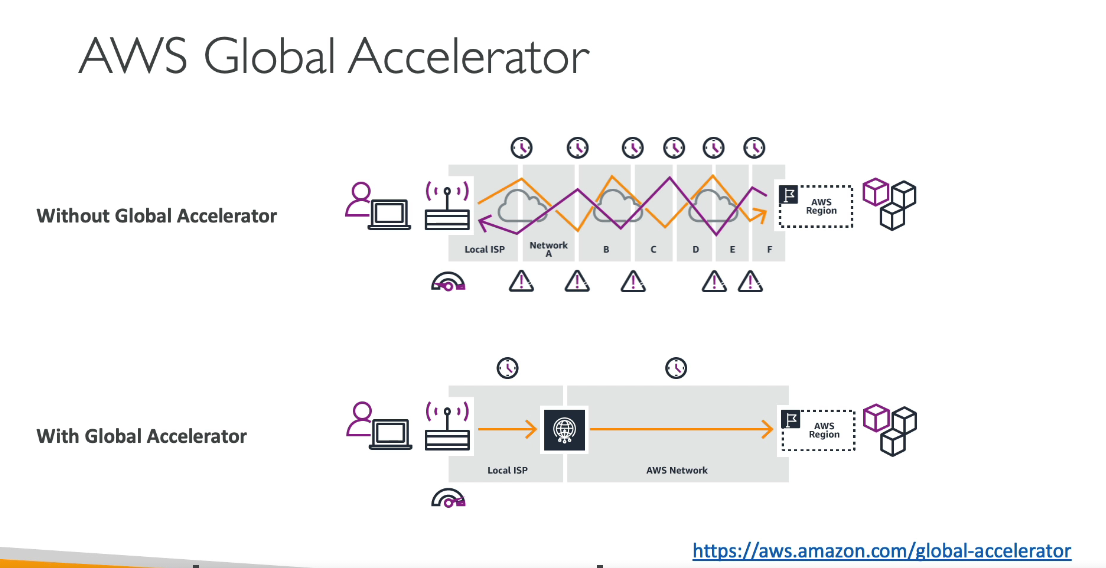 AWS Global Accelerator
Without Global Accelerator
Local ISP
Network
A
B
C
D
E
F
AWS
Region
With Global Accelerator
Local ISP
AWS Network
AWS
Region
https://aws.amazon.com/global-accelerator